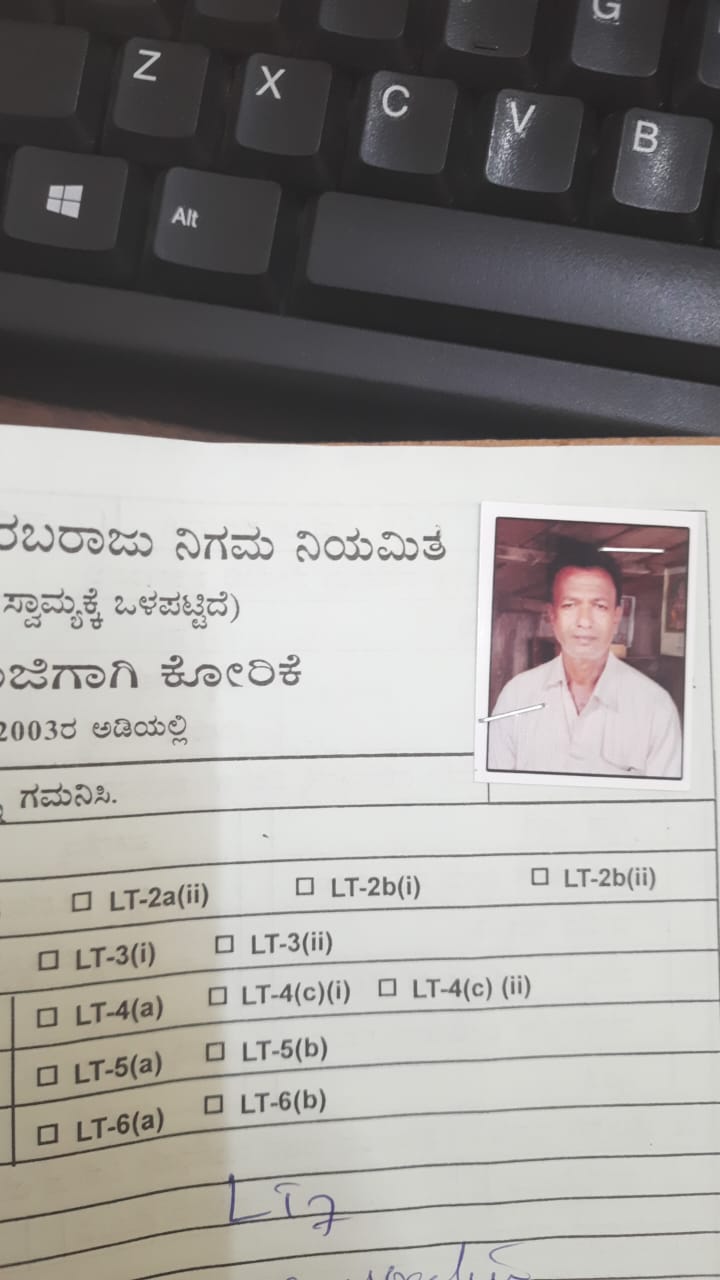 G
Z X C V B
Alt
ರಬರಾಜು ನಿಗಮ ನಿಯಮಿತ
ಸ್ವಾಮ್ಯಕ್ಕೆ ಒಳಪಟ್ಟಿದೆ)
ಜಿಗಾಗಿ ಕೋರಿಕೆ
2003ರ ಅಡಿಯಲ್ಲಿ
ಗಮನಿಸಿ.
☐ LT-2a(ii) ☐ LT-2b(i) ☐ LT-2b(ii)
☐ LT-3(i) ☐ LT-3(ii)
☐ LT-4(a) ☐ LT-4(c)(i) ☐ LT-4(c) (ii)
☐ LT-5(a) ☐ LT-5(b)
☐ LT-6(a) ☐ LT-6(b)
LT7